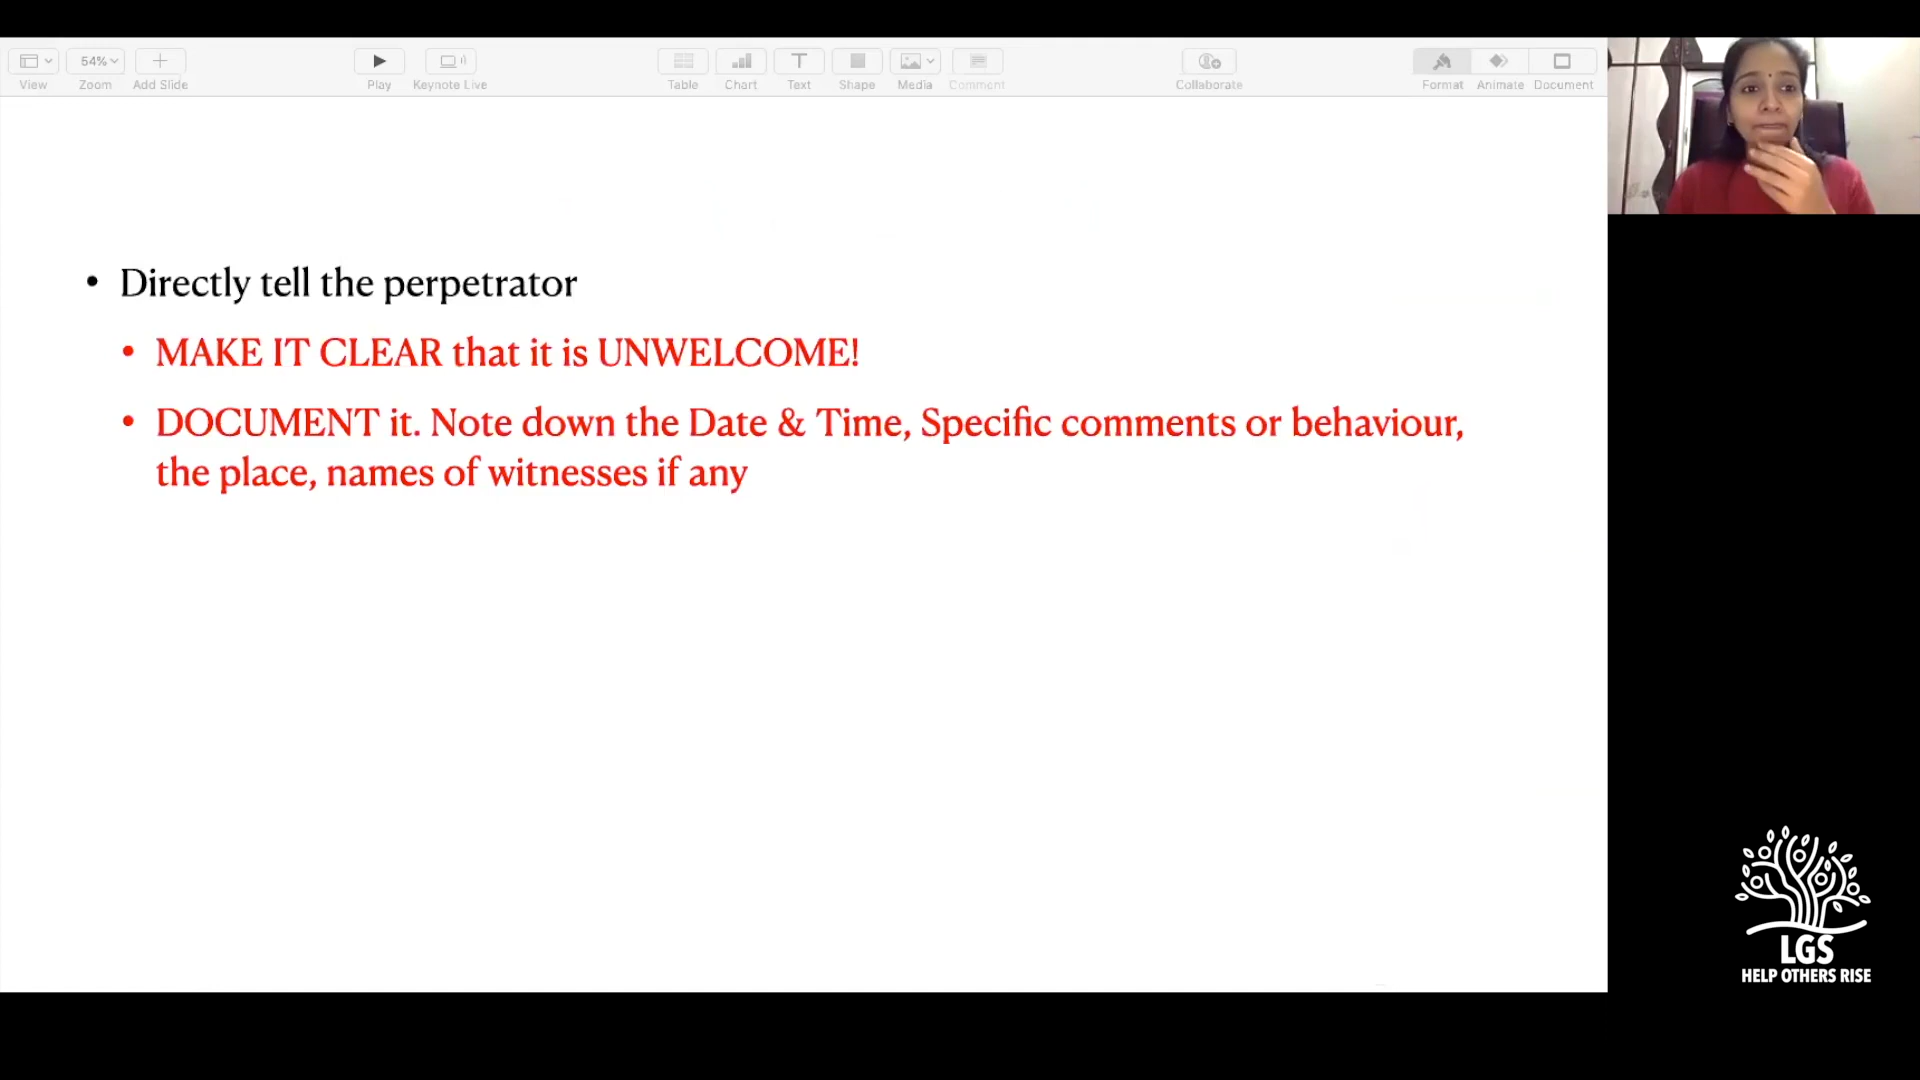 54%
View
Zoom
Add Slide
Play
Keynote Live
Table
Chart
Text
Shape
Media
Comment
Collaborate
Format
Animate
Document
• Directly tell the perpetrator
• MAKE IT CLEAR that it is UNWELCOME!
• DOCUMENT it. Note down the Date & Time, Specific comments or behaviour,
the place, names of witnesses if any
LGS
HELP OTHERS RISE